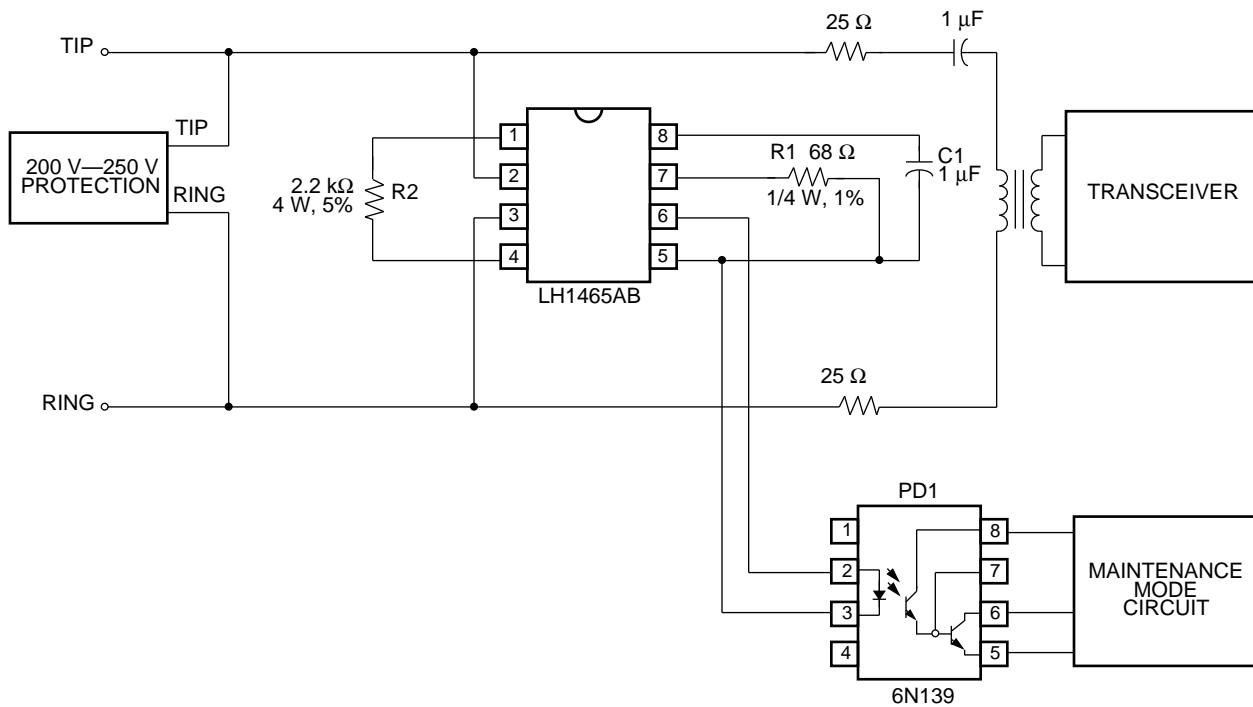 25 Ω
1 μF
TIP
TIP
200 V—250 V
PROTECTION
RING
1
2
3
4
8
7
6
5
LH1465AB
2.2 kΩ
4 W, 5%
R2
R1 68 Ω
1/4 W, 1%
C1
1 μF
TRANSCEIVER
RING
25 Ω
PD1
1
2
3
4
8
7
6
5
6N139
MAINTENANCE
MODE
CIRCUIT